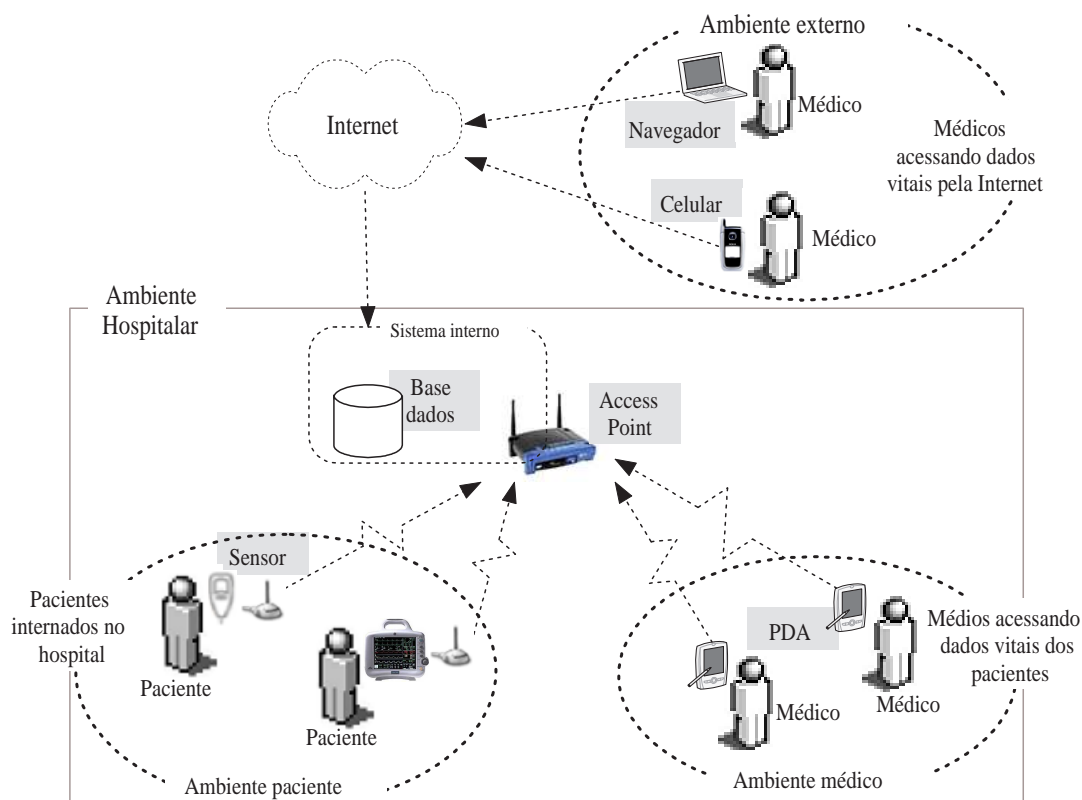 Ambiente externo
Internet
Navegador
Médico
Médicos
acessando dados
vitais pela Internet
Celular
Médico
Ambiente
Hospitalar
Sistema interno
Base
dados
Access
Point
Sensor
Pacientes
internados no
hospital
Paciente
Paciente
Ambiente paciente
PDA
Médios acessando
dados vitais dos
pacientes
Médico
Médico
Ambiente médico